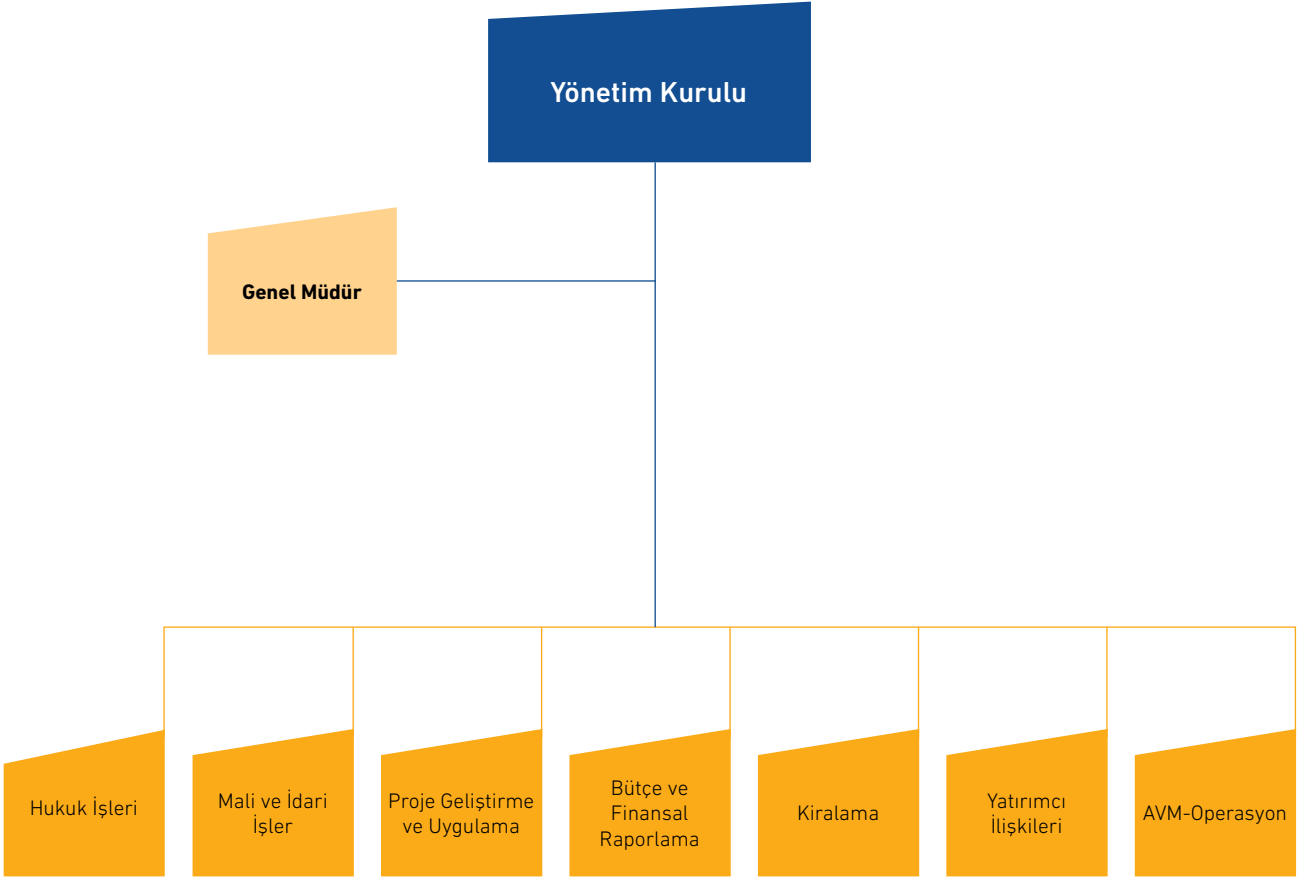 Yönetim Kurulu
Genel Müdür
Hukuk İşleri
Mali ve İdari
İşler
Proje Geliştirme
ve Uygulama
Bütçe ve
Finansal
Raporlama
Kiralama
Yatırımcı
İlişkileri
AVM-Operasyon